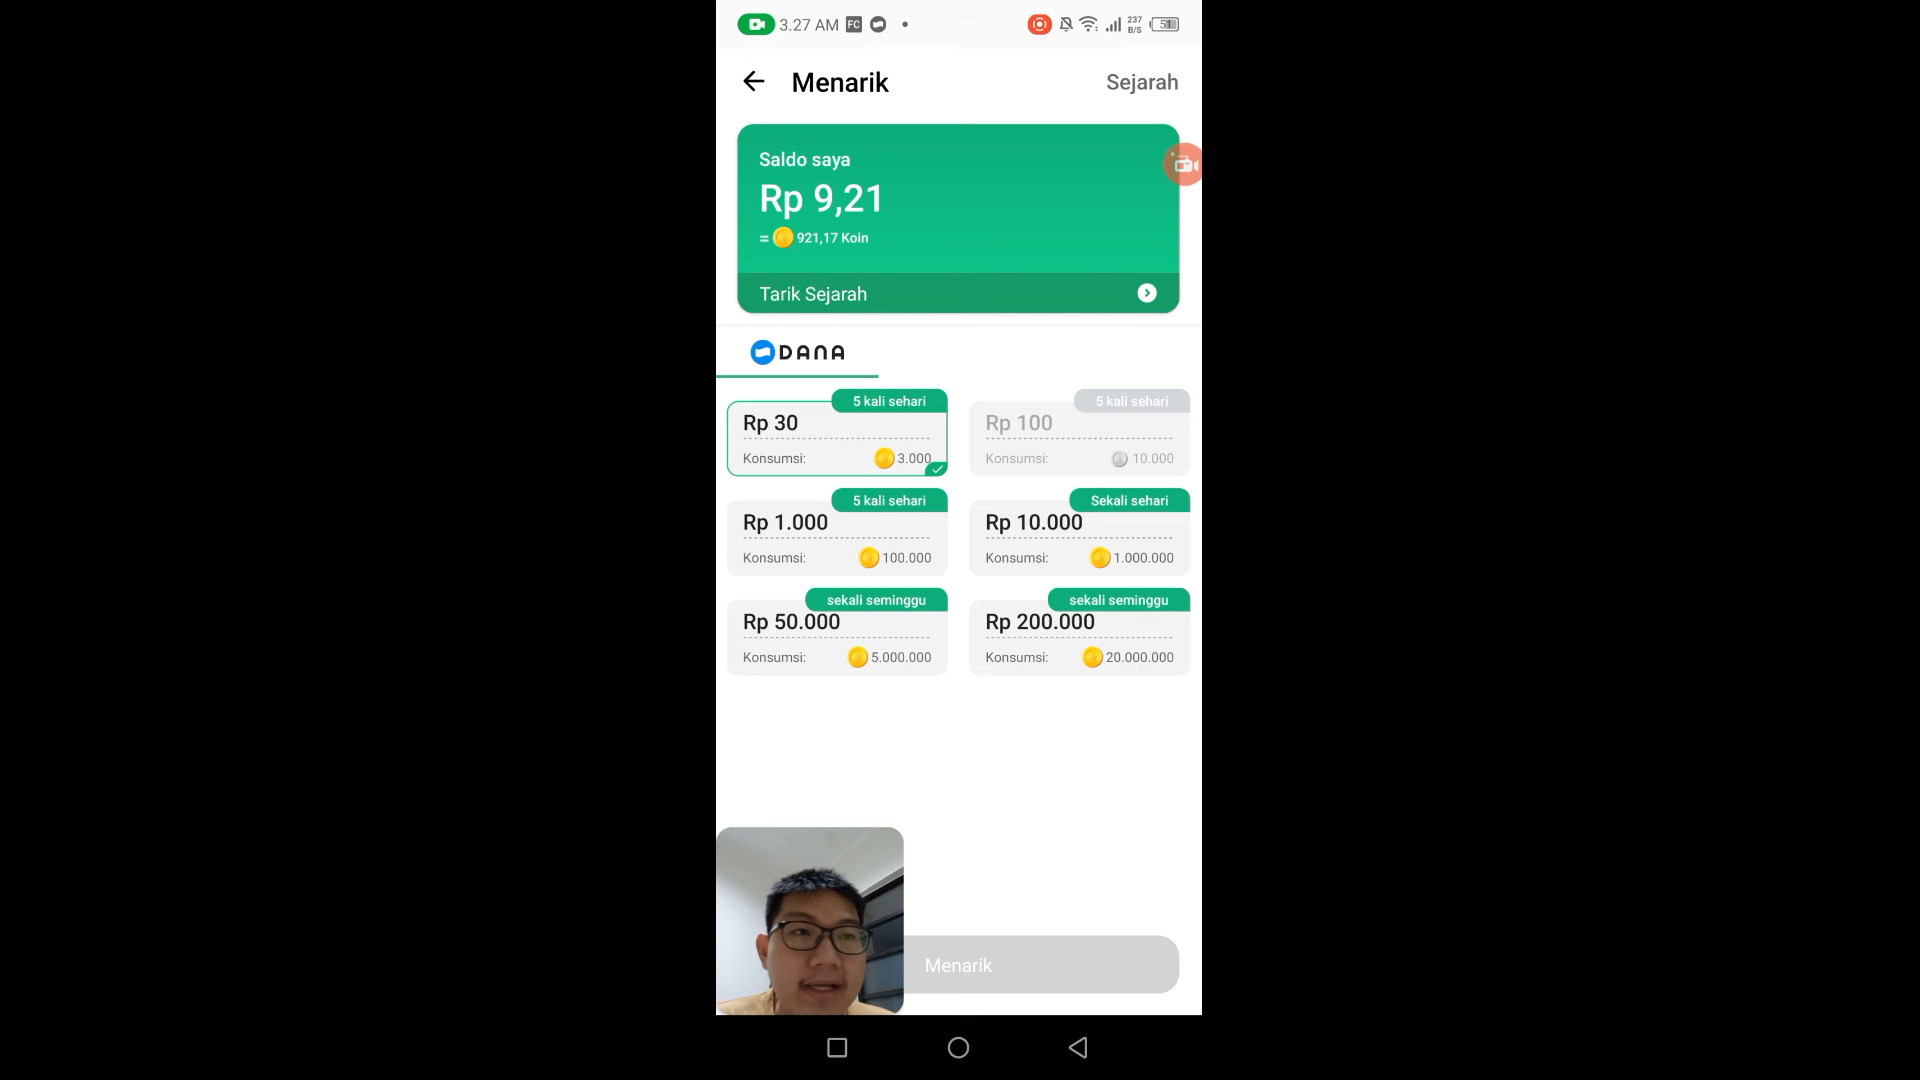 3.27 AM FC 237 B/S 51
Menarik Sejarah
Saldo saya
Rp 9,21
= 921,17 Koin
Tarik Sejarah
DANA
5 kali sehari 5 kali sehari
Rp 30 Rp 100
Konsumsi: 3.000 Konsumsi: 10.000
5 kali sehari Sekali sehari
Rp 1.000 Rp 10.000
Konsumsi: 100.000 Konsumsi: 1.000.000
sekali seminggu sekali seminggu
Rp 50.000 Rp 200.000
Konsumsi: 5.000.000 Konsumsi: 20.000.000
Menarik